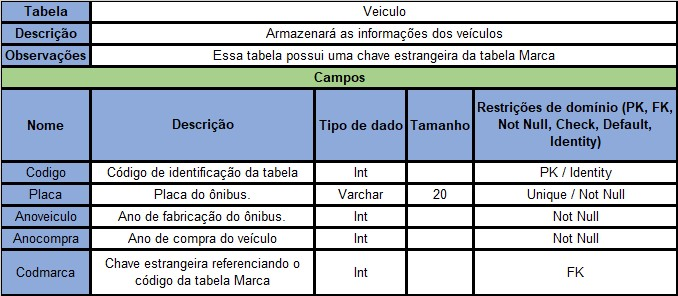 Tabela Veiculo
Descrição Armazenará as informações dos veículos
Observações Essa tabela possui uma chave estrangeira da tabela Marca
Campos
Nome Descrição Tipo de dado Tamanho Restrições de domínio (PK, FK, Not Null, Check, Default, Identity)
Codigo Código de identificação da tabela Int PK / Identity
Placa Placa do ônibus. Varchar 20 Unique / Not Null
Anoveiculo Ano de fabricação do ônibus. Int Not Null
Anocompra Ano de compra do veículo Int Not Null
Codmarca Chave estrangeira referenciando o código da tabela Marca Int FK